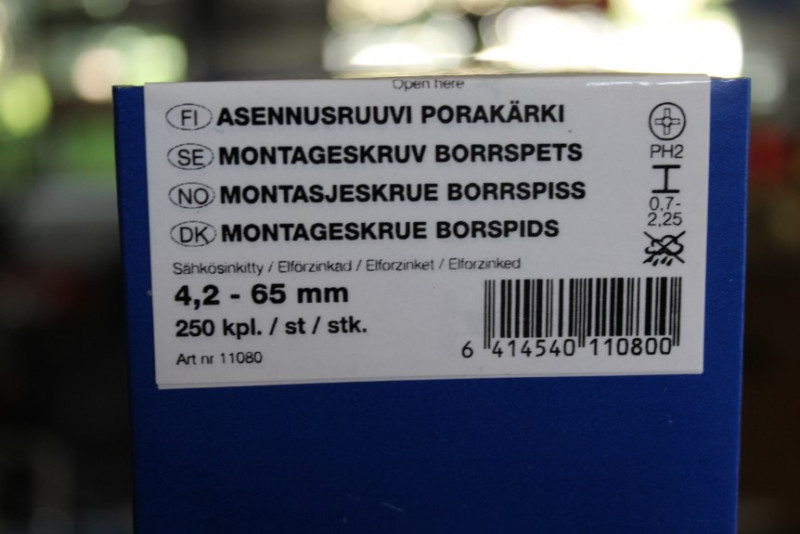 Open here
FI ASENNUSRUUVI PORAKÄRKI
SE MONTAGESKRUV BORRSPETS
NO MONTASJESKRUE BORRSPISS
DK MONTAGESKRUE BORSPIDS
PH2
0,7-
2,25
Sähkösinkitty / Elförzinkad / Elforzinket / Elforzinked
4,2 - 65 mm
250 kpl. / st / stk.
Art nr 11080
6 414540 110800